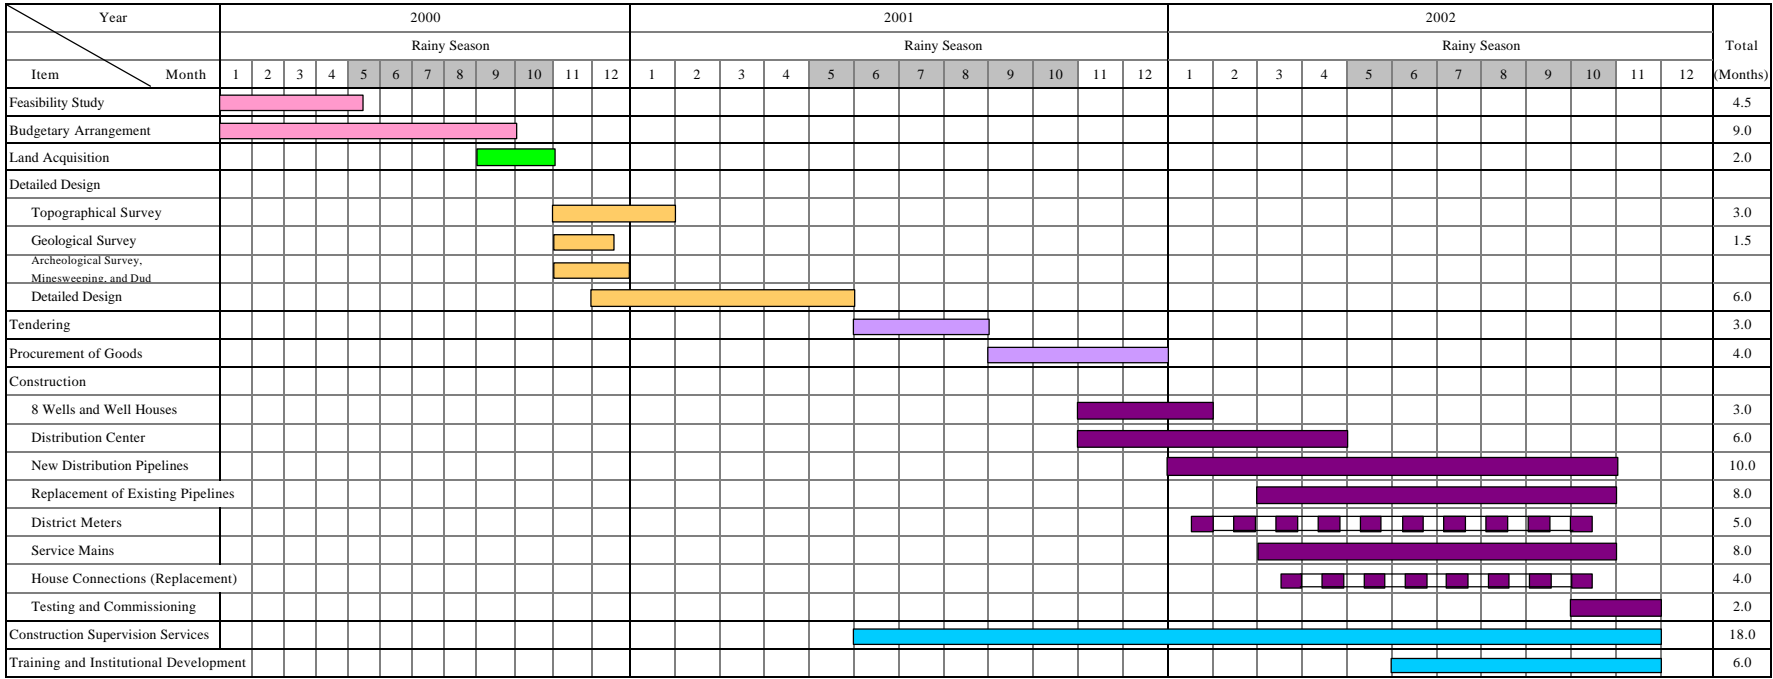 Year 2000 2001 2002
Rainy Season Rainy Season Rainy Season Total
Item Month 1 2 3 4 5 6 7 8 9 10 11 12 1 2 3 4 5 6 7 8 9 10 11 12 1 2 3 4 5 6 7 8 9 10 11 12 (Months)
Feasibility Study 4.5
Budgetary Arrangement 9.0
Land Acquisition 2.0
Detailed Design
Topographical Survey 3.0
Geological Survey 1.5
Archeological Survey,
Minesweeping, and Dud
Detailed Design 6.0
Tendering 3.0
Procurement of Goods 4.0
Construction
8 Wells and Well Houses 3.0
Distribution Center 6.0
New Distribution Pipelines 10.0
Replacement of Existing Pipelines 8.0
District Meters 5.0
Service Mains 8.0
House Connections (Replacement) 4.0
Testing and Commissioning 2.0
Construction Supervision Services 18.0
Training and Institutional Development 6.0